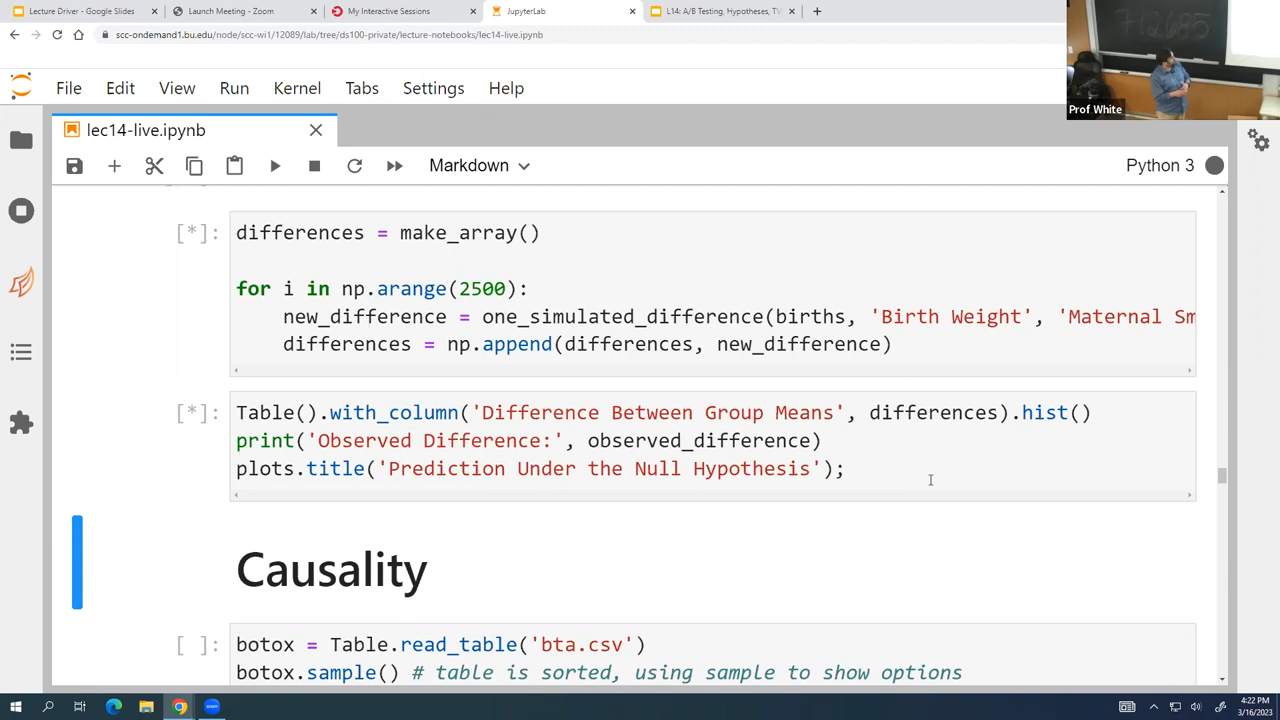 Lecture Driver - Google Slides
Launch Meeting - Zoom
My Interactive Sessions
JupyterLab
L14: A/B Testing, Hypotheses, TV
scc-ondemand1.bu.edu/node/scc-wi1/12089/lab/tree/ds100-private/lecture-notebooks/lec14-live.ipynb
712685
Prof White
File Edit View Run Kernel Tabs Settings Help
lec14-live.ipynb
Markdown
Python 3
[*]: differences = make_array()
for i in np.arange(2500):
new_difference = one_simulated_difference(births, 'Birth Weight', 'Maternal Sm
differences = np.append(differences, new_difference)
[*]: Table().with_column('Difference Between Group Means', differences).hist()
print('Observed Difference:', observed_difference)
plots.title('Prediction Under the Null Hypothesis');
Causality
[ ]: botox = Table.read_table('bta.csv')
botox.sample() # table is sorted, using sample to show options
4:22 PM
3/16/2023